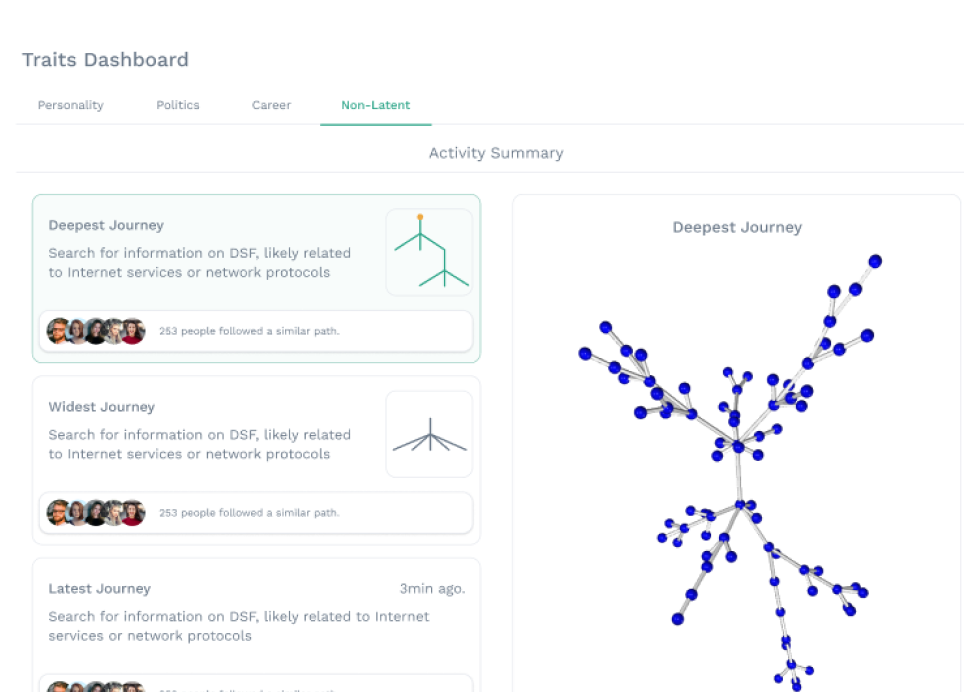 Traits Dashboard
Personality
Politics
Career
Non-Latent
Activity Summary
Deepest Journey
Search for information on DSF, likely related
to Internet services or network protocols
253 people followed a similar path.
Widest Journey
Search for information on DSF, likely related
to Internet services or network protocols
253 people followed a similar path.
Latest Journey
3min ago.
Search for information on DSF, likely related to Internet
services or network protocols
Deepest Journey